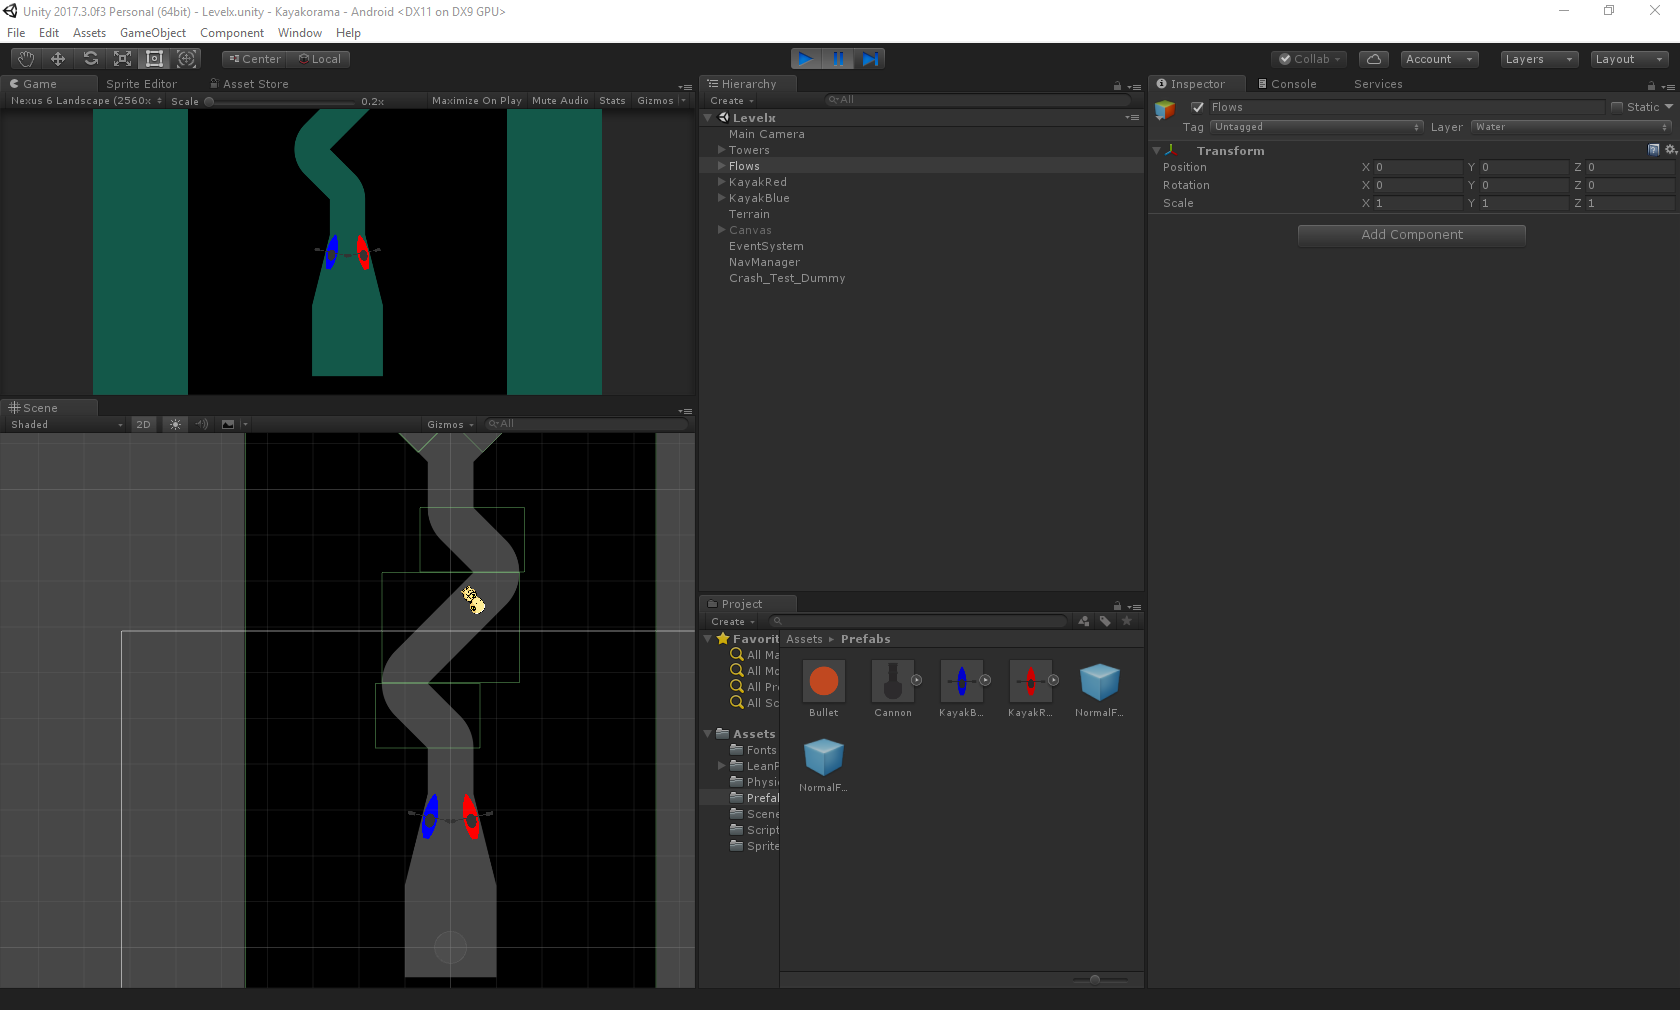 Unity 2017.3.0f3 Personal (64bit) - Levelx.unity - Kayakorama - Android <DX11 on DX9 GPU>
File Edit Assets GameObject Component Window Help
Center Local
Collab Account Layers Layout
Game Sprite Editor Asset Store
Nexus 6 Landscape (2560x Scale 0.2x Maximize On Play Mute Audio Stats Gizmos
Scene
Shaded 2D Gizmos All
Hierarchy
Create All
Levelx
Main Camera
Towers
Flows
KayakRed
KayakBlue
Terrain
Canvas
EventSystem
NavManager
Crash_Test_Dummy
Project
Create
Favorit
All Ma
All Mo
All Pr
All Sc
Assets
Fonts
LeanP
Physi
Prefal
Scene
Script
Sprite
Assets ▸ Prefabs
Bullet Cannon KayakB... KayakR... NormalF...
NormalF...
Inspector Console Services
Flows Static
Tag Untagged Layer Water
Transform
Position X 0 Y 0 Z 0
Rotation X 0 Y 0 Z 0
Scale X 1 Y 1 Z 1
Add Component